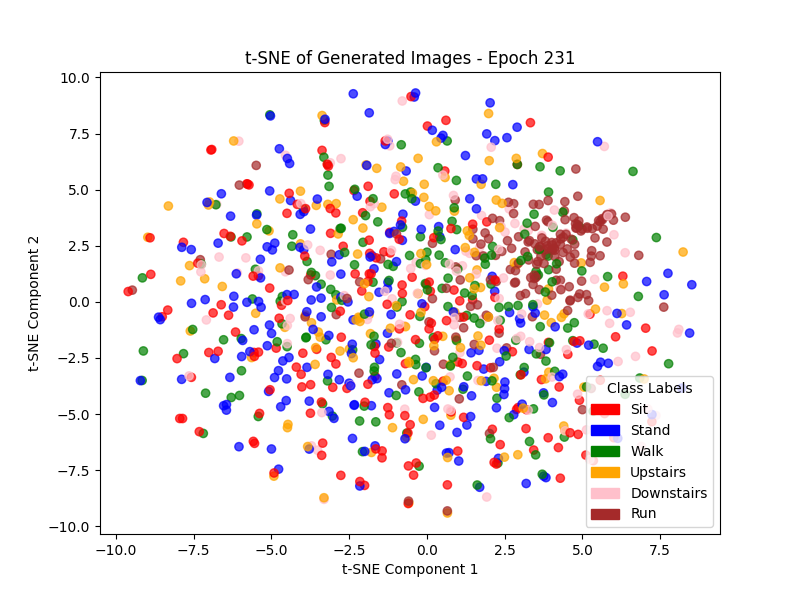 t-SNE of Generated Images - Epoch 231
t-SNE Component 2
10.0
7.5
5.0
2.5
0.0
−2.5
−5.0
−7.5
−10.0
Class Labels
Sit
Stand
Walk
Upstairs
Downstairs
Run
−10.0 −7.5 −5.0 −2.5 0.0 2.5 5.0 7.5
t-SNE Component 1